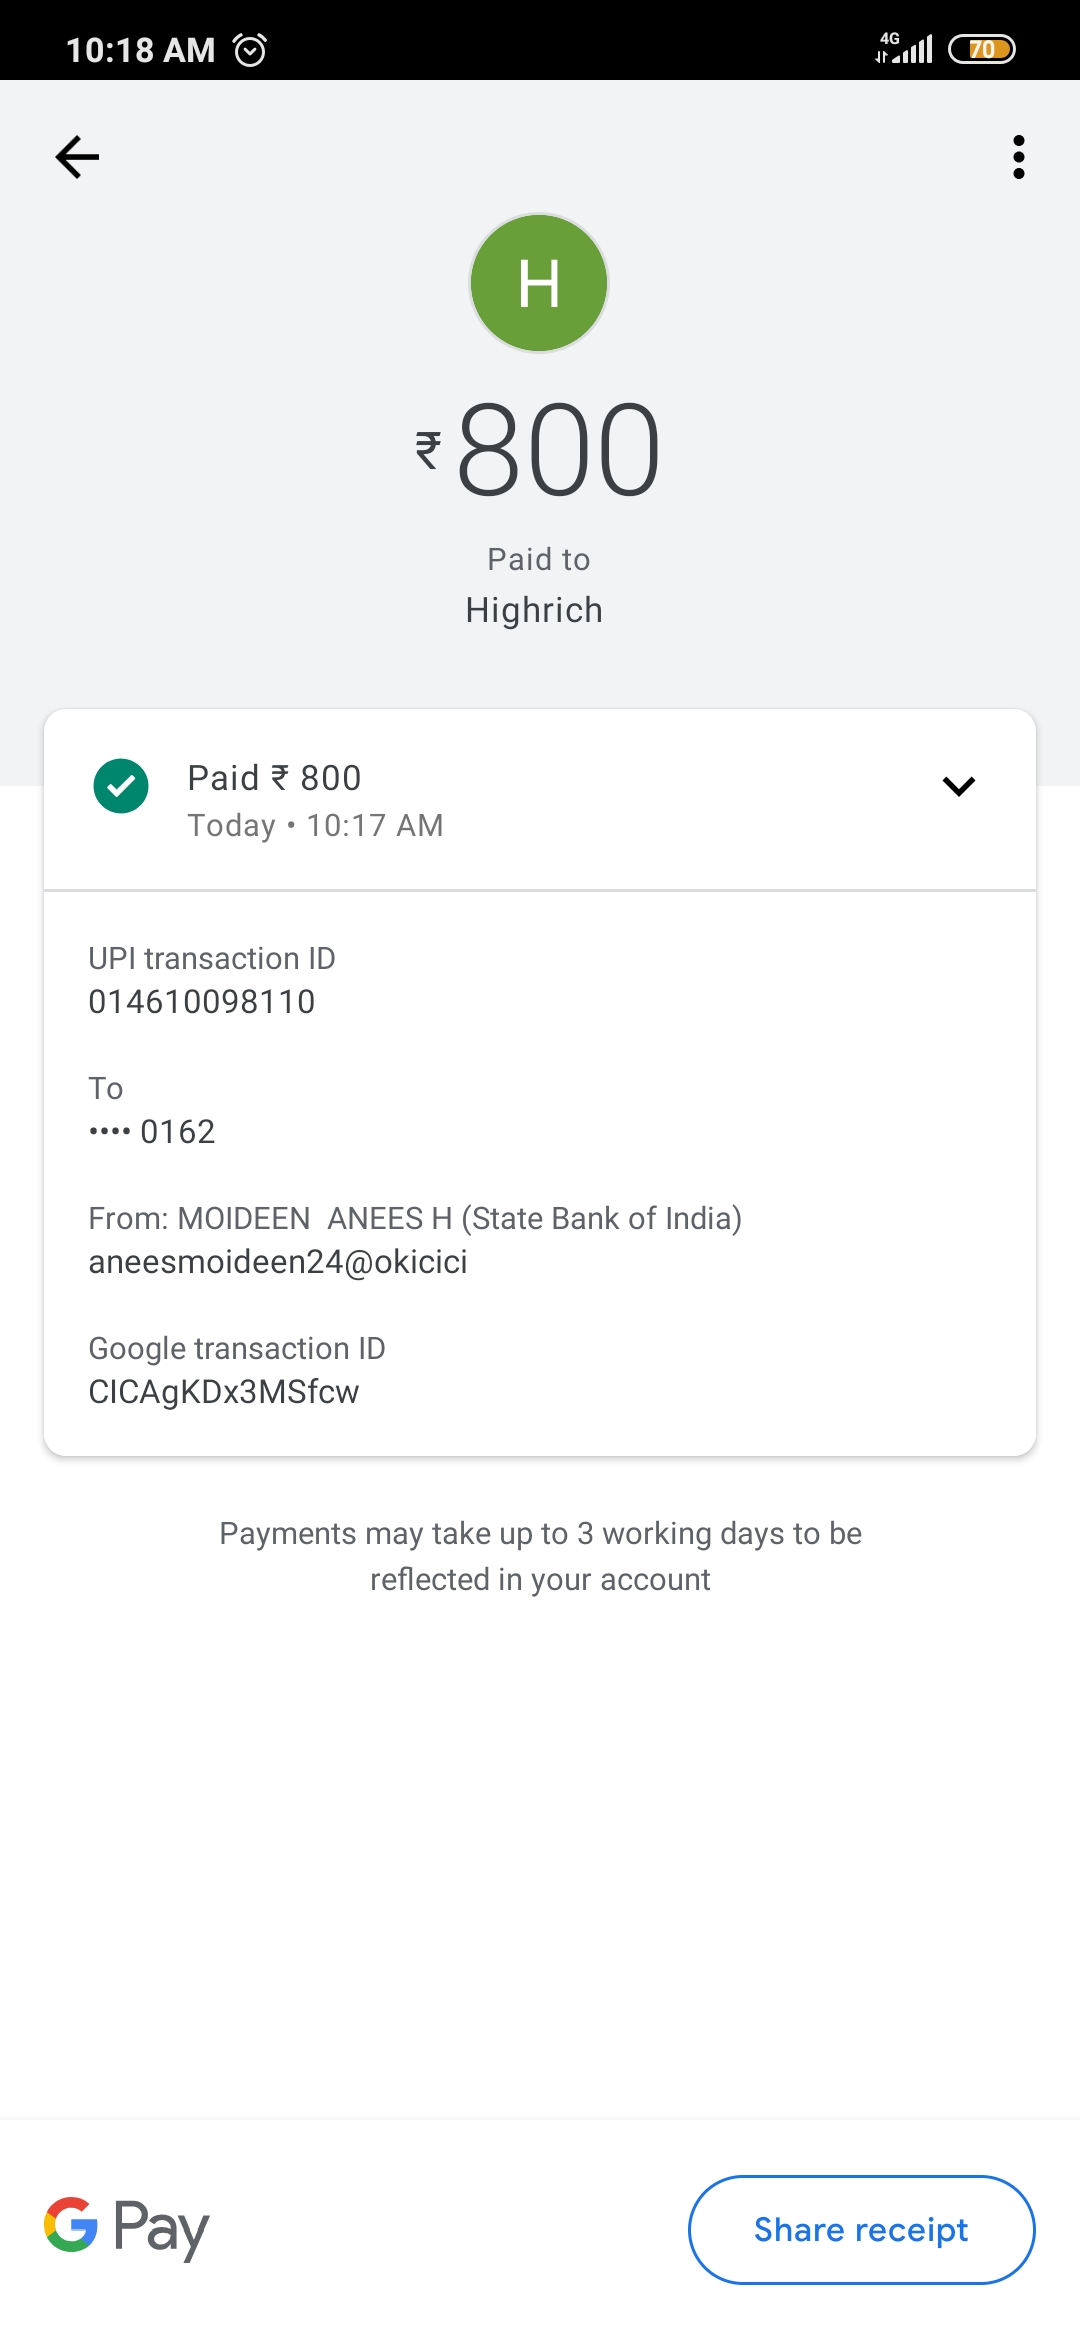 10:18 AM
4G
70
H
₹800
Paid to
Highrich
Paid ₹ 800
Today • 10:17 AM
UPI transaction ID
014610098110
To
•••• 0162
From: MOIDEEN  ANEES H (State Bank of India)
aneesmoideen24@okicici
Google transaction ID
CICAgKDx3MSfcw
Payments may take up to 3 working days to be
reflected in your account
G Pay
Share receipt